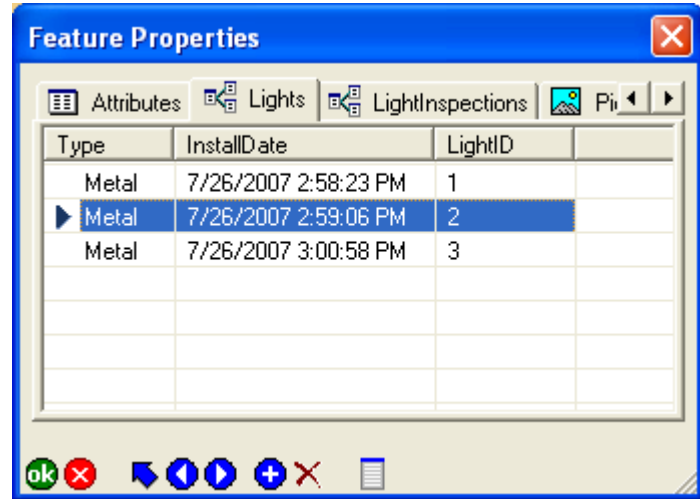 Feature Properties
Attributes Lights LightInspections Pi
Type InstallDate LightID
Metal 7/26/2007 2:58:23 PM 1
Metal 7/26/2007 2:59:06 PM 2
Metal 7/26/2007 3:00:58 PM 3
ok